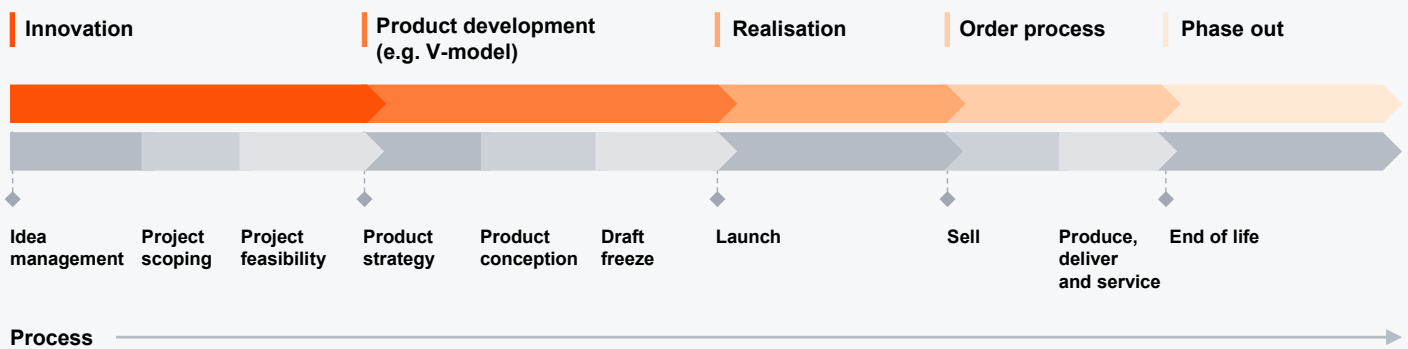 Innovation
Product development
(e.g. V-model)
Realisation
Order process
Phase out
Idea
management
Project
scoping
Project
feasibility
Product
strategy
Product
conception
Draft
freeze
Launch
Sell
Produce,
deliver
and service
End of life
Process